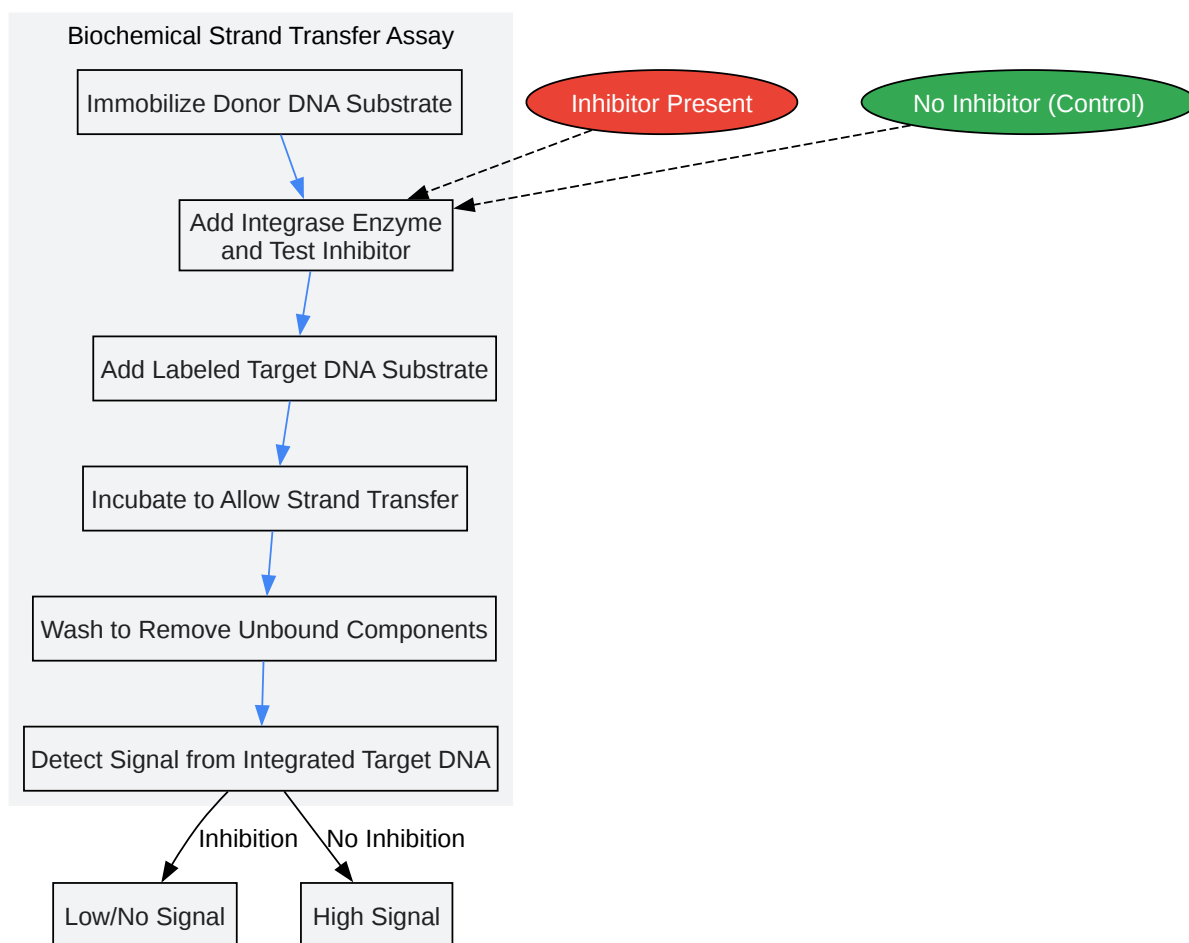 Biochemical Strand Transfer Assay
Immobilize Donor DNA Substrate
Inhibitor Present
No Inhibitor (Control)
Add Integrase Enzyme
and Test Inhibitor
Add Labeled Target DNA Substrate
Incubate to Allow Strand Transfer
Wash to Remove Unbound Components
Detect Signal from Integrated Target DNA
Inhibition
No Inhibition
Low/No Signal
High Signal